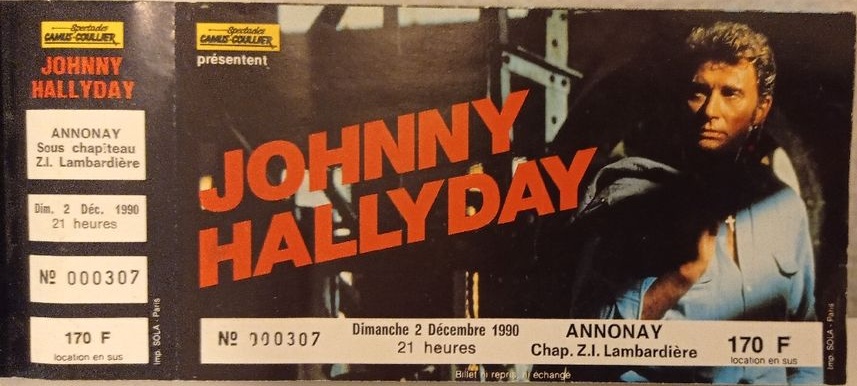 Spectacles
CAMUS-COULLIER
JOHNNY
HALLYDAY
ANNONAY
Sous chapiteau
Z.I. Lambardière
Dim. 2 Déc. 1990
21 heures
Nº 000307
170 F
location en sus
Imp. SOLA - Paris
Spectacles
CAMUS-COULLIER
présentent
JOHNNY
HALLYDAY
Nº 000307
Dimanche 2 Décembre 1990
21 heures
ANNONAY
Chap. Z.I. Lambardière
170 F
location en sus
Billet ni repris, ni échangé
Imp. SOLA - Paris